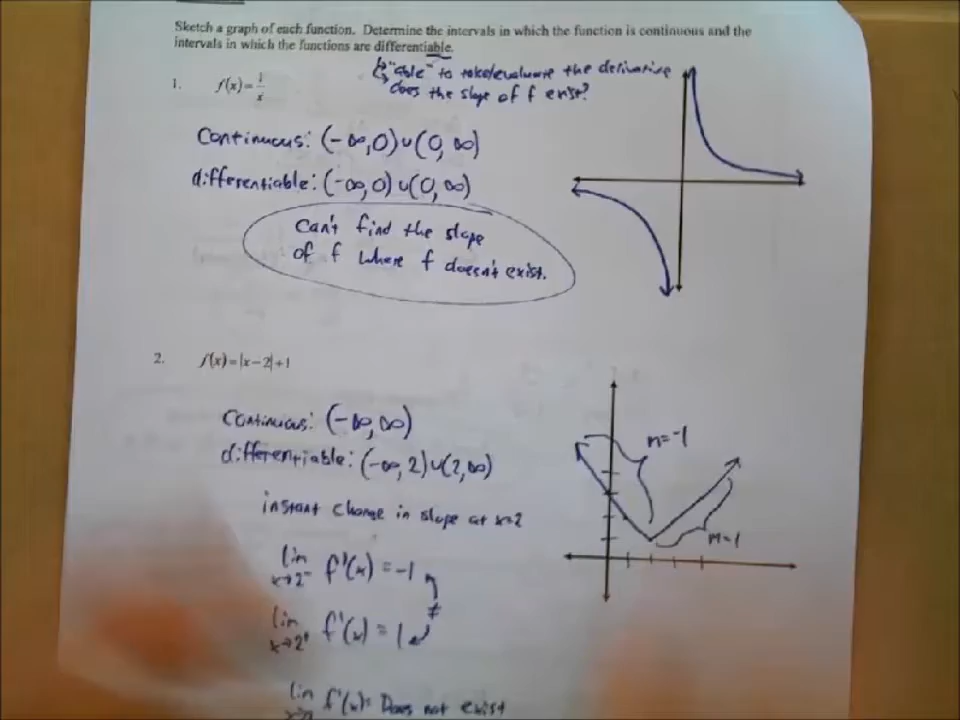 Sketch a graph of each function. Determine the intervals in which the function is continuous and the
intervals in which the functions are differentiable.
↳ "able" to take/evaluate the derivative
↳ does the slope of f exist?
1. f(x)=1/x
Continuous: (-∞,0)∪(0,∞)
differentiable: (-∞,0)∪(0,∞)
Can't find the slope
of f where f doesn't exist.
2. f(x)=|x-2|+1
Continuous: (-∞,∞)
differentiable: (-∞,2)∪(2,∞)
m=-1
m=1
instant change in slope at x=2
lim x→2⁻ f'(x) = -1
≠
lim x→2⁺ f'(x) = 1
lim f'(x)= Does not exist